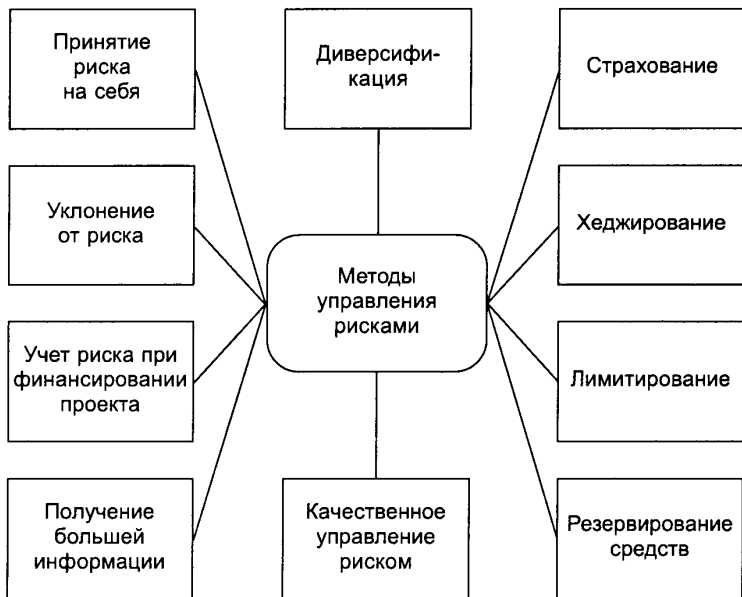 Принятие
риска
на себя
Диверсифи-
кация
Страхование
Уклонение
от риска
Хеджирование
Методы
управления
рисками
Учет риска при
финансировании
проекта
Лимитирование
Получение
большей
информации
Качественное
управление
риском
Резервирование
средств